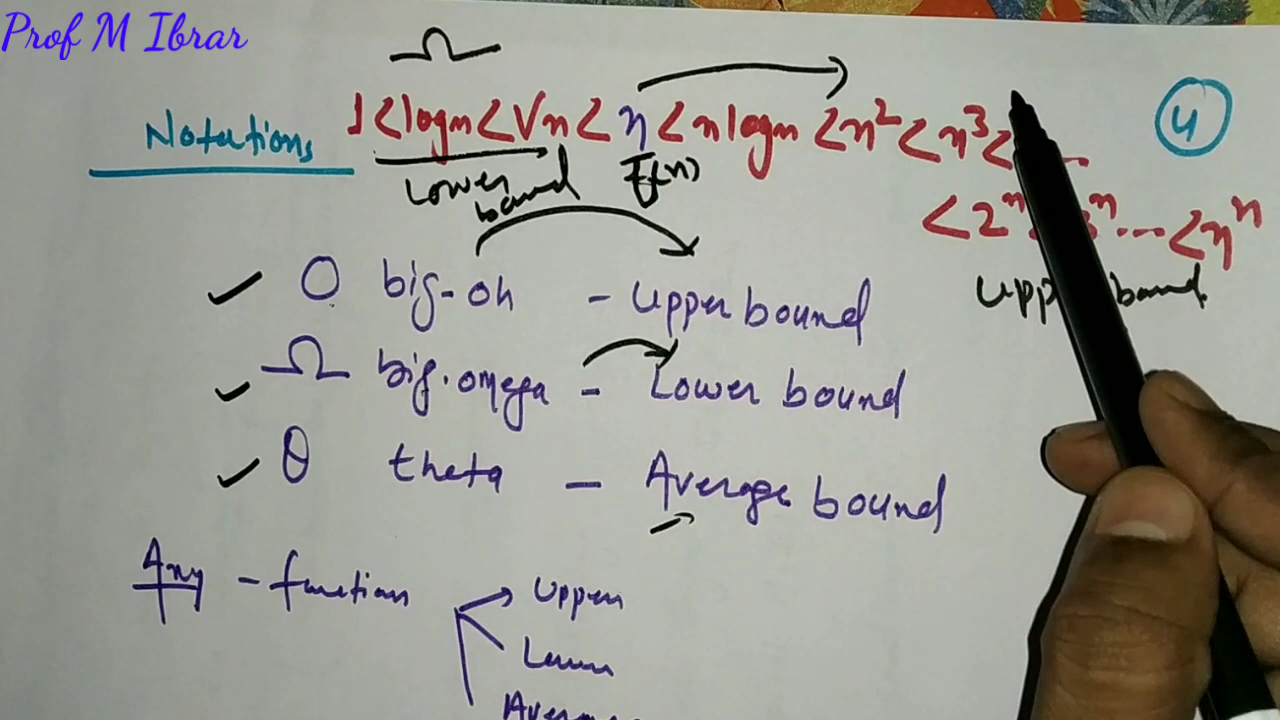 Prof M Ibrar
Ω
Notations 1 < logn < √n < n < nlogn < n² < n³ < ...
Lower bound F(n)
< 2ⁿ ⁿ ... < nⁿ
bound
O big-oh - Upper bound
Ω big-omega - Lower bound
θ theta - Average bound
Any - function Upper
Lower